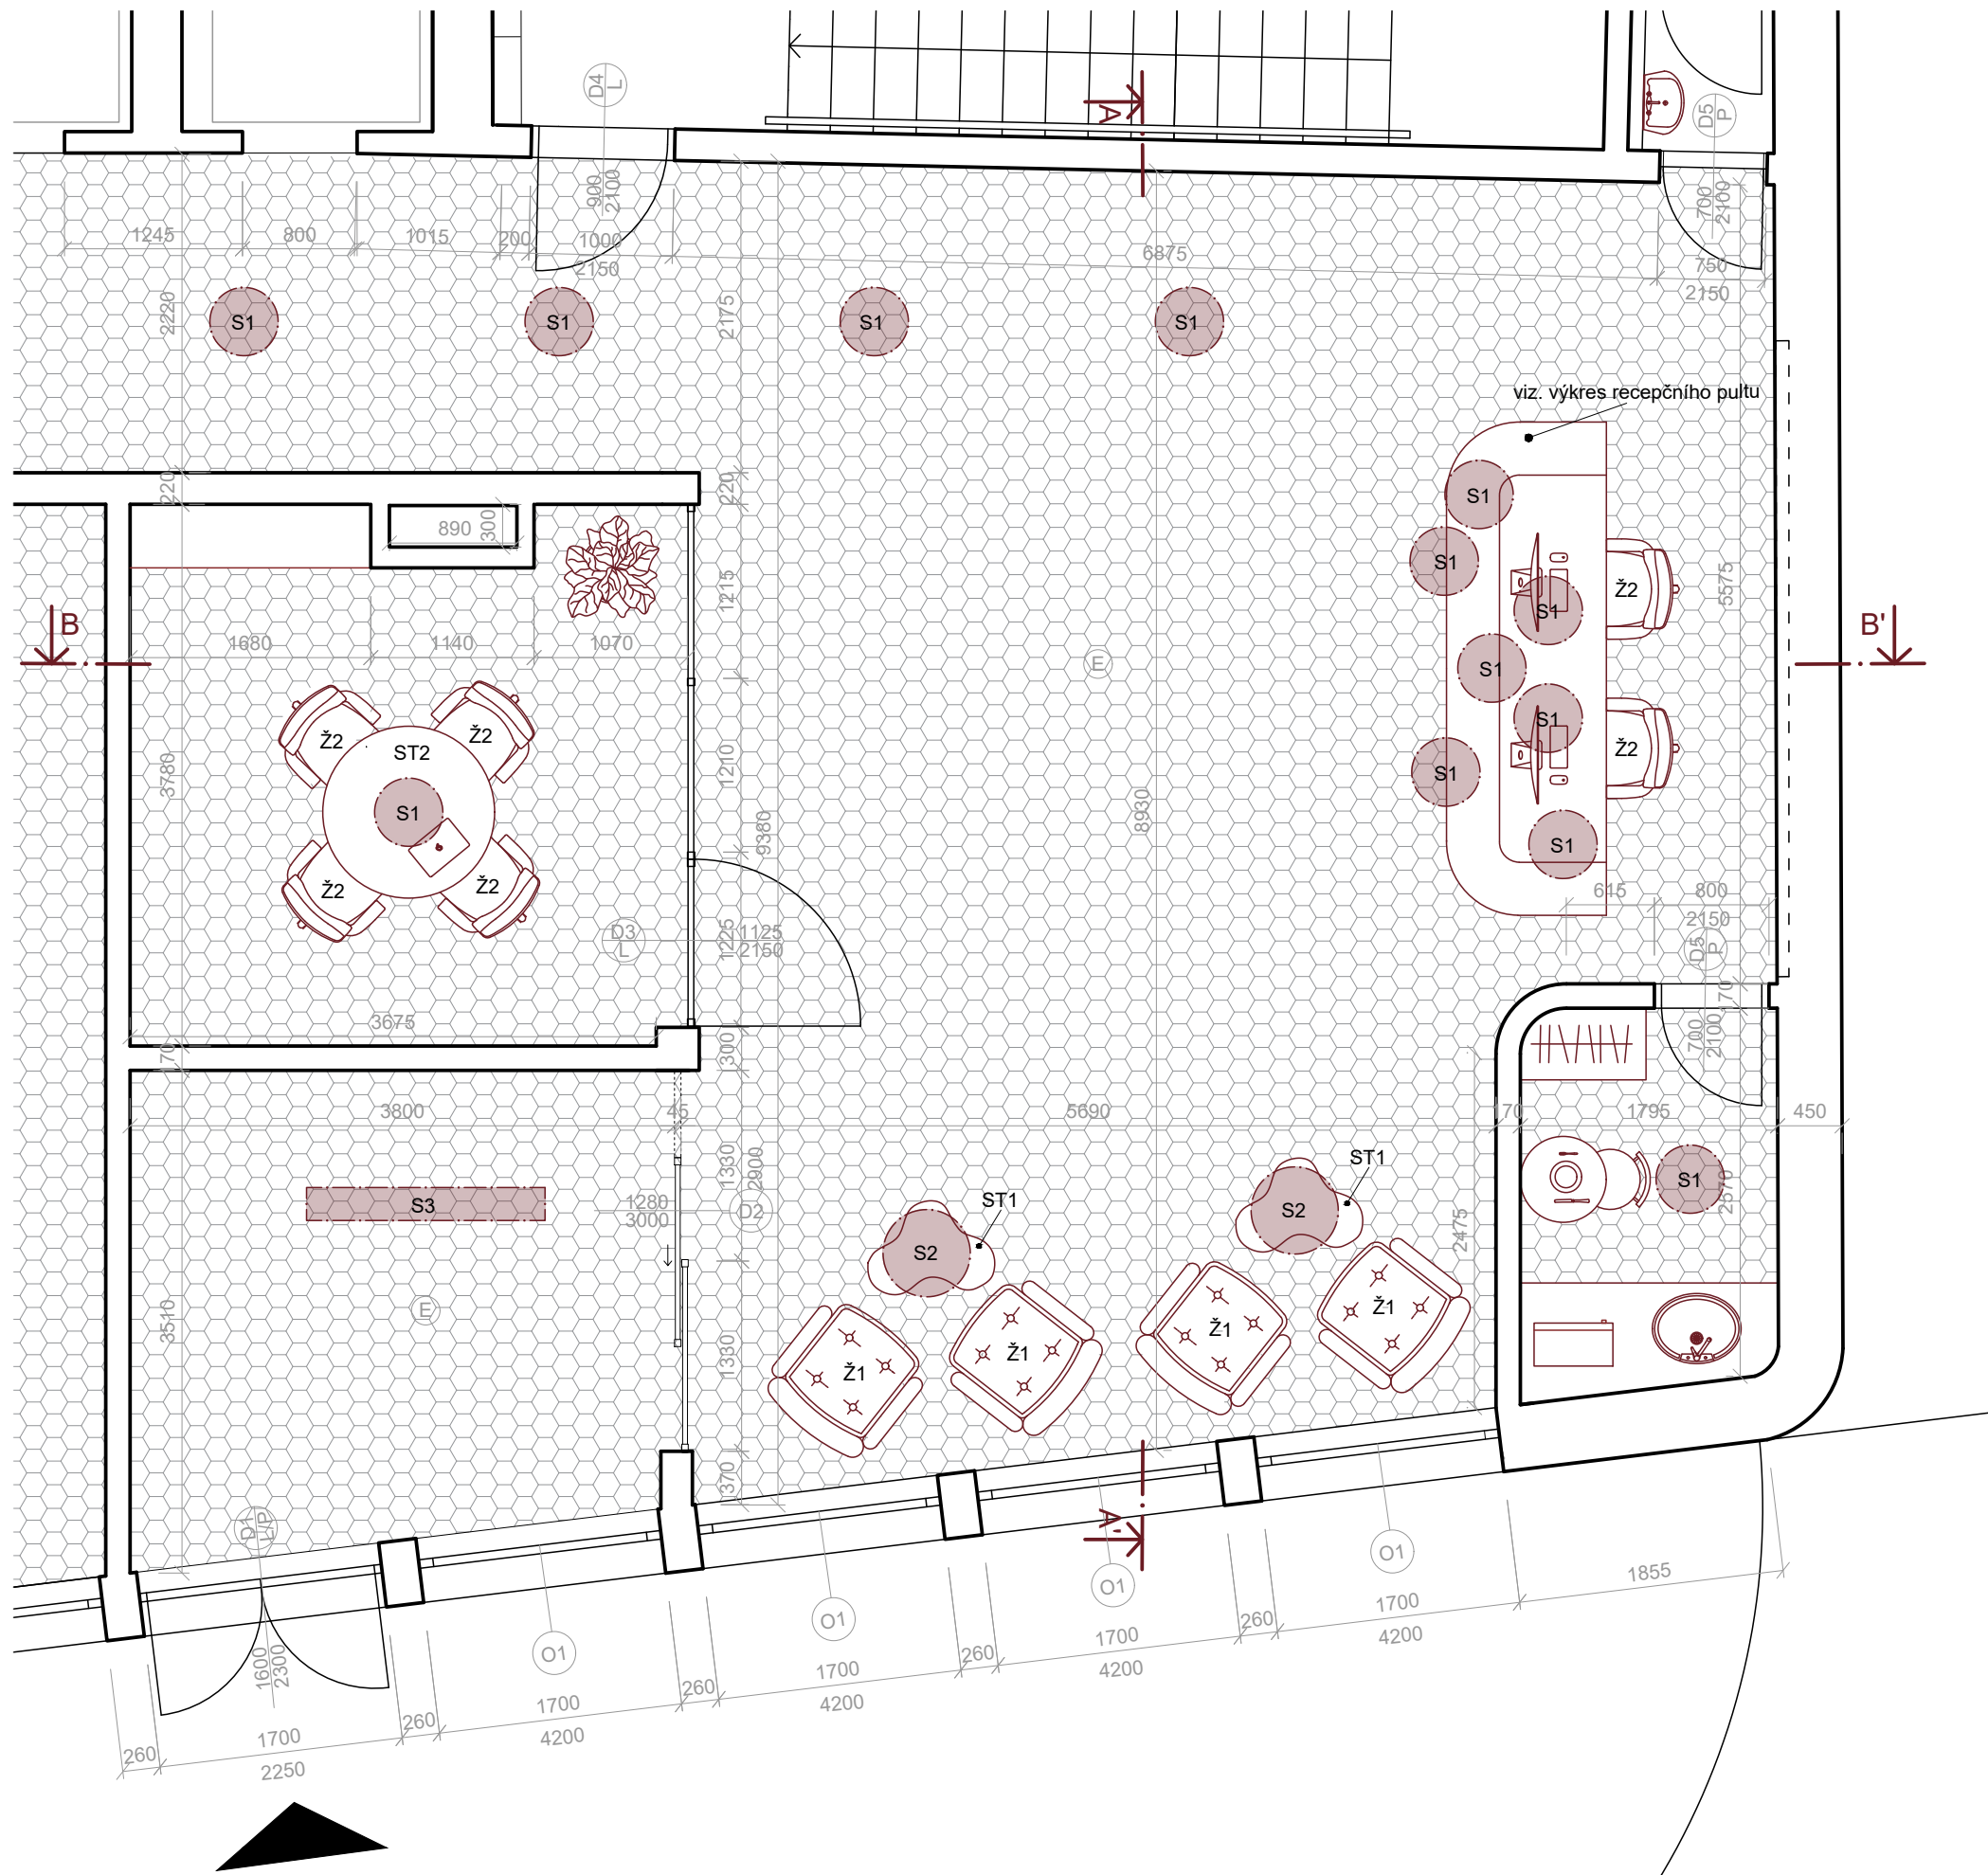 D4
L
A
D5
P
900
2100
700
2100
1245
800
1015
200
1000
2150
6875
750
2150
2220
2175
S1
S1
S1
S1
viz. výkres recepčního pultu
220
220
890
300
S1
S1
S1
Ž2
1215
5575
B
B'
1680
1140
1070
E
S1
S1
Ž2
S1
S1
Ž2
Ž2
ST2
S1
Ž2
Ž2
3780
1210
9380
8930
615
800
2150
D5
P
D3
L
1225
1125
2150
3675
170
300
170
700
2100
3800
45
5690
170
1795
450
1330
2900
ST1
ST1
S1
2570
S3
1280
3000
D2
S2
S2
2475
E
3510
1330
Ž1
Ž1
Ž1
Ž1
370
D1
L/P
A'
O1
O1
O1
O1
1855
1600
2300
260
1700
2250
260
1700
4200
260
1700
4200
260
1700
4200
260
1700
4200